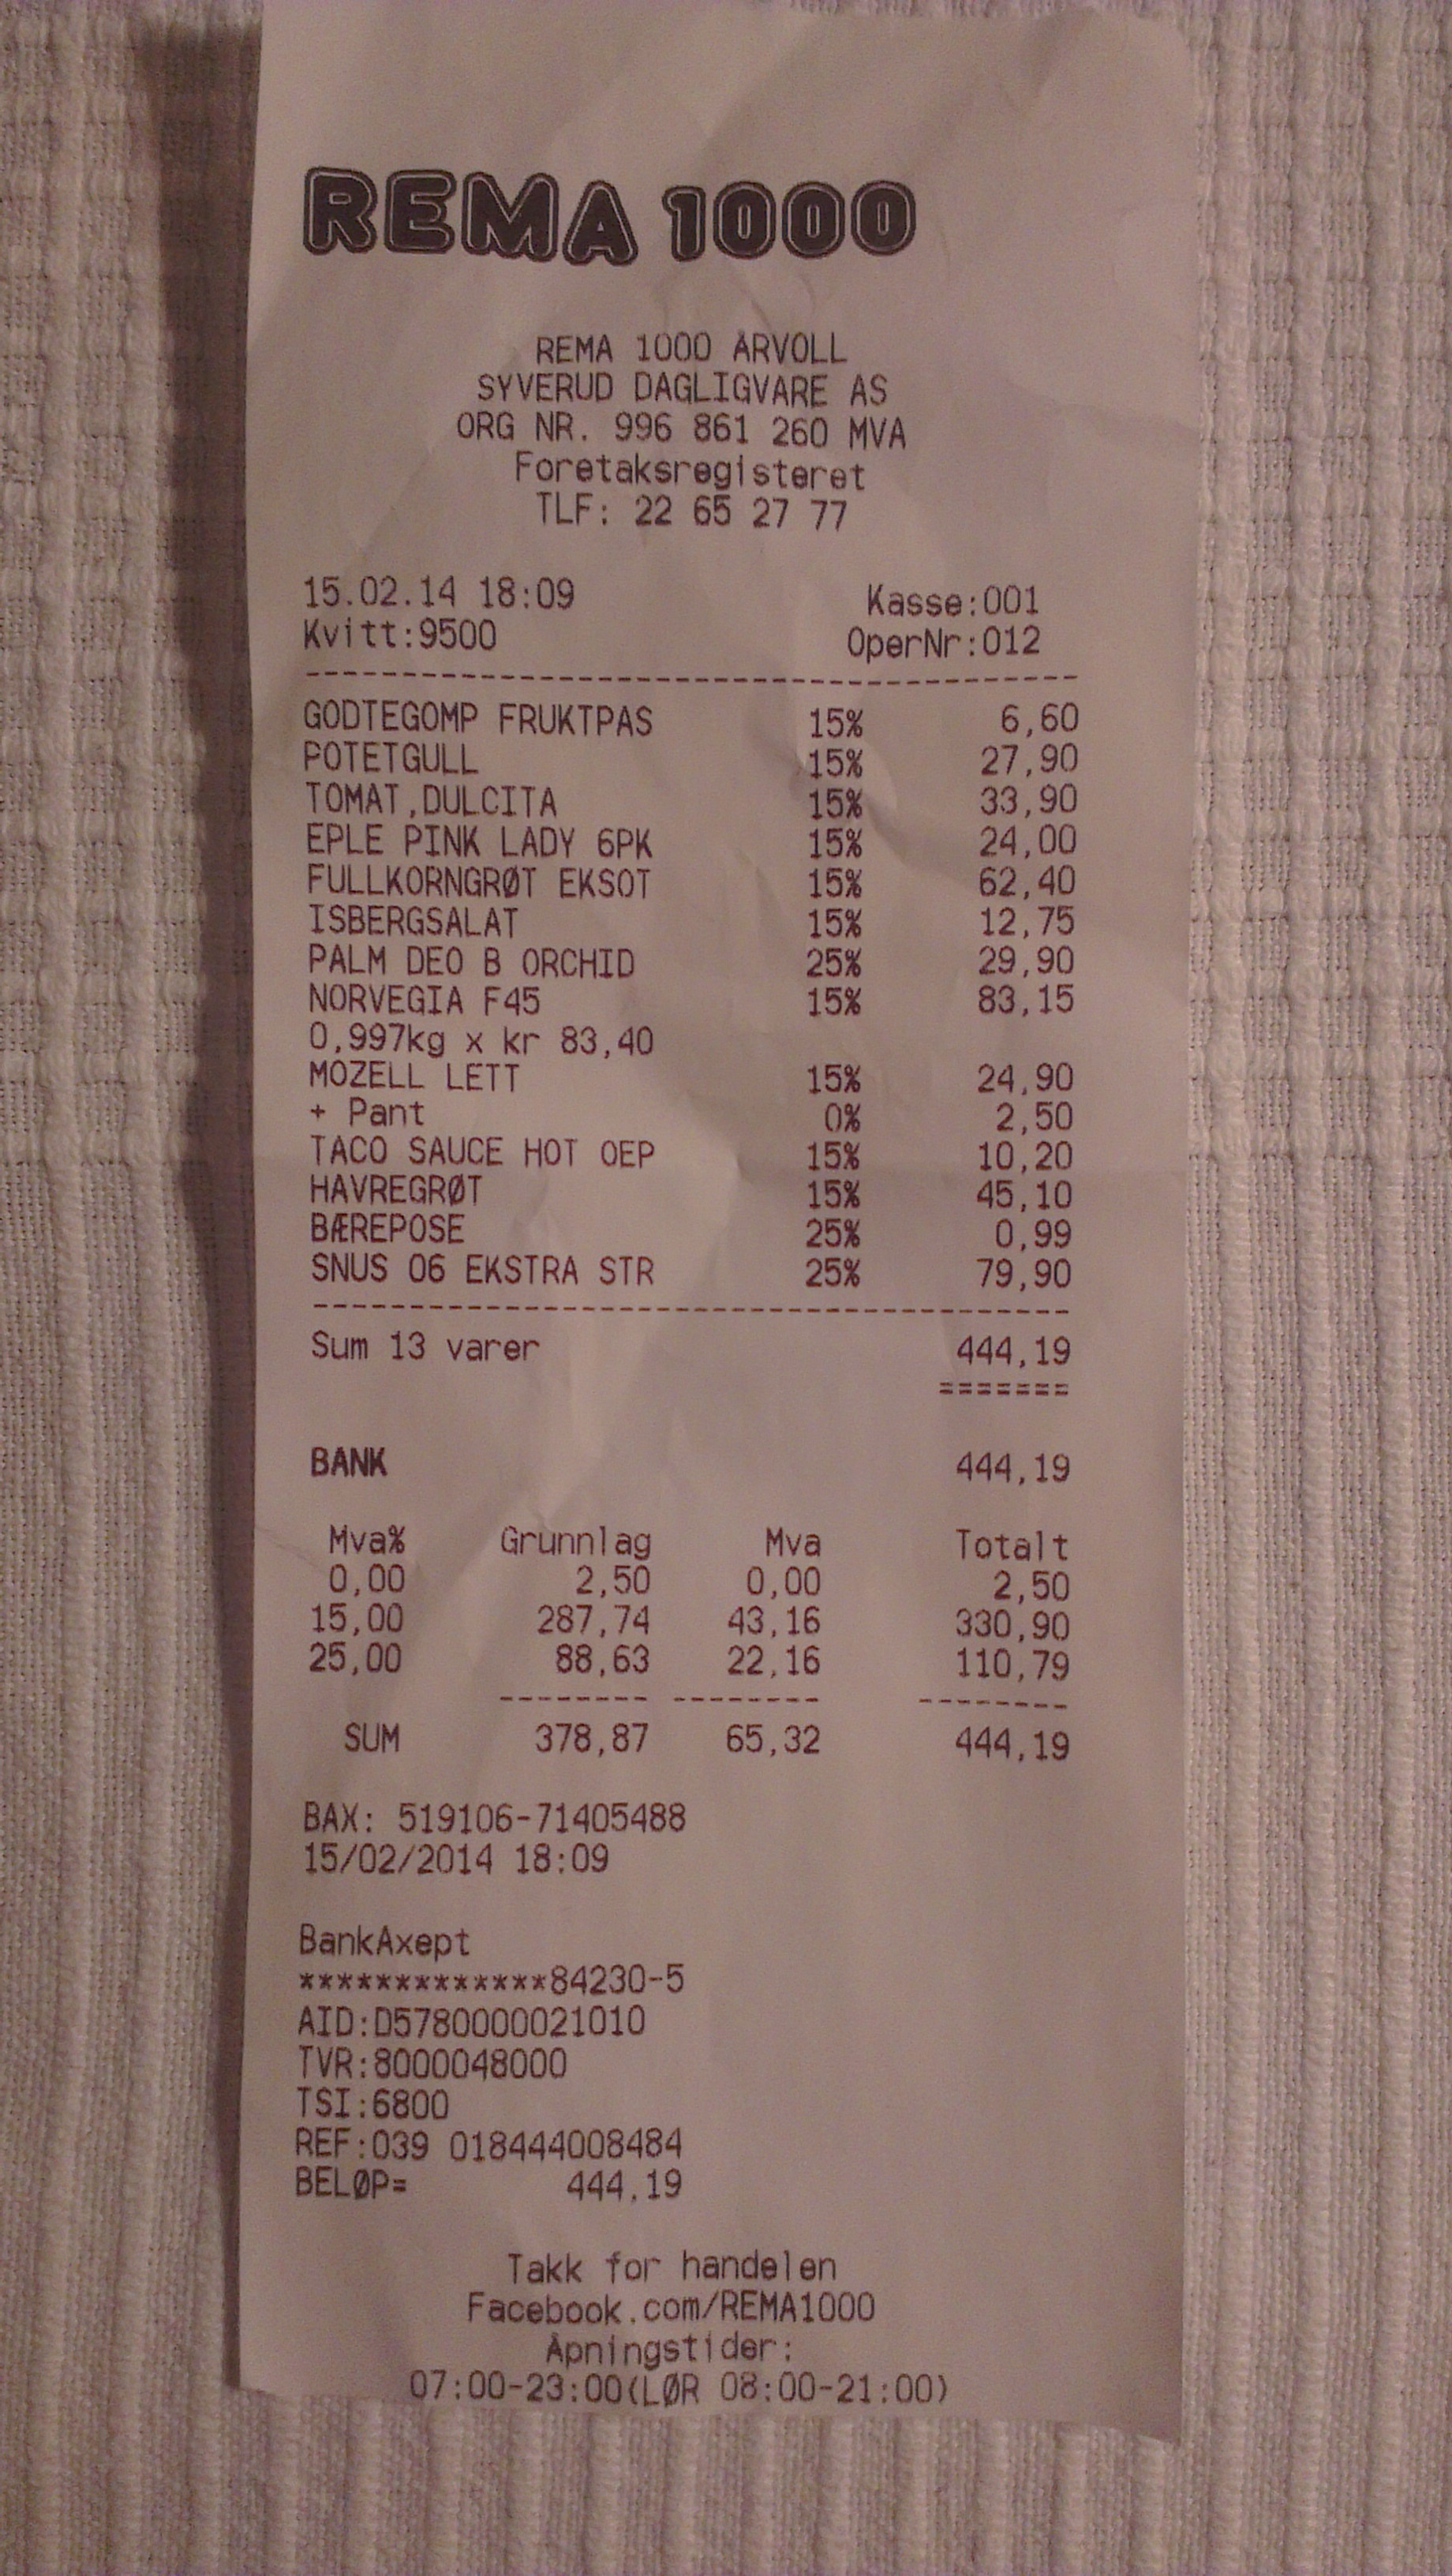 REMA 1000
REMA 1000 ÅRVOLL
SYVERUD DAGLIGVARE AS
ORG NR. 996 861 260 MVA
Foretaksregisteret
TLF: 22 65 27 77
15.02.14 18:09 Kasse:001
Kvitt:9500 OperNr:012
----------------------------------------
GODTEGOMP FRUKTPAS 15% 6,60
POTETGULL 15% 27,90
TOMAT,DULCITA 15% 33,90
EPLE PINK LADY 6PK 15% 24,00
FULLKORNGRØT EKSOT 15% 62,40
ISBERGSALAT 15% 12,75
PALM DEO B ORCHID 25% 29,90
NORVEGIA F45 15% 83,15
0,997kg x kr 83,40
MOZELL LETT 15% 24,90
+ Pant 0% 2,50
TACO SAUCE HOT OEP 15% 10,20
HAVREGRØT 15% 45,10
BÆREPOSE 25% 0,99
SNUS 06 EKSTRA STR 25% 79,90
----------------------------------------
Sum 13 varer 444,19
=======
BANK 444,19
Mva% Grunnlag Mva Totalt
0,00 2,50 0,00 2,50
15,00 287,74 43,16 330,90
25,00 88,63 22,16 110,79
-------- -------- --------
SUM 378,87 65,32 444,19
BAX: 519106-71405488
15/02/2014 18:09
BankAxept
*************84230-5
AID:D5780000021010
TVR:8000048000
TSI:6800
REF:039 018444008484
BELØP= 444.19
Takk for handelen
Facebook.com/REMA1000
Åpningstider:
07:00-23:00(LØR 08:00-21:00)